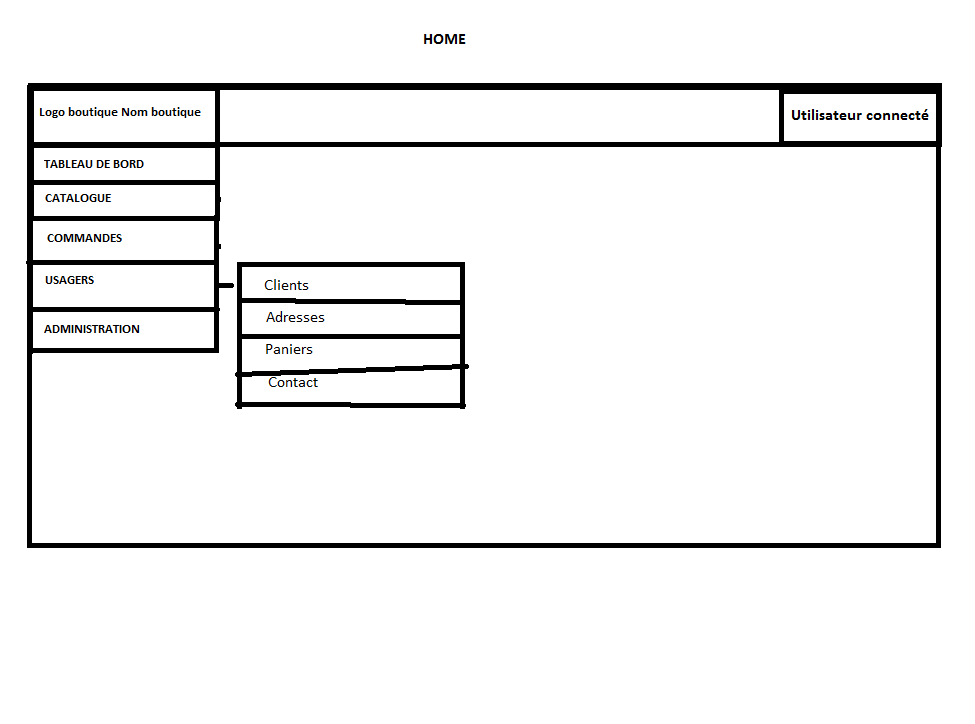 HOME
Logo boutique Nom boutique
Utilisateur connecté
TABLEAU DE BORD
CATALOGUE
COMMANDES
USAGERS
ADMINISTRATION
Clients
Adresses
Paniers
Contact